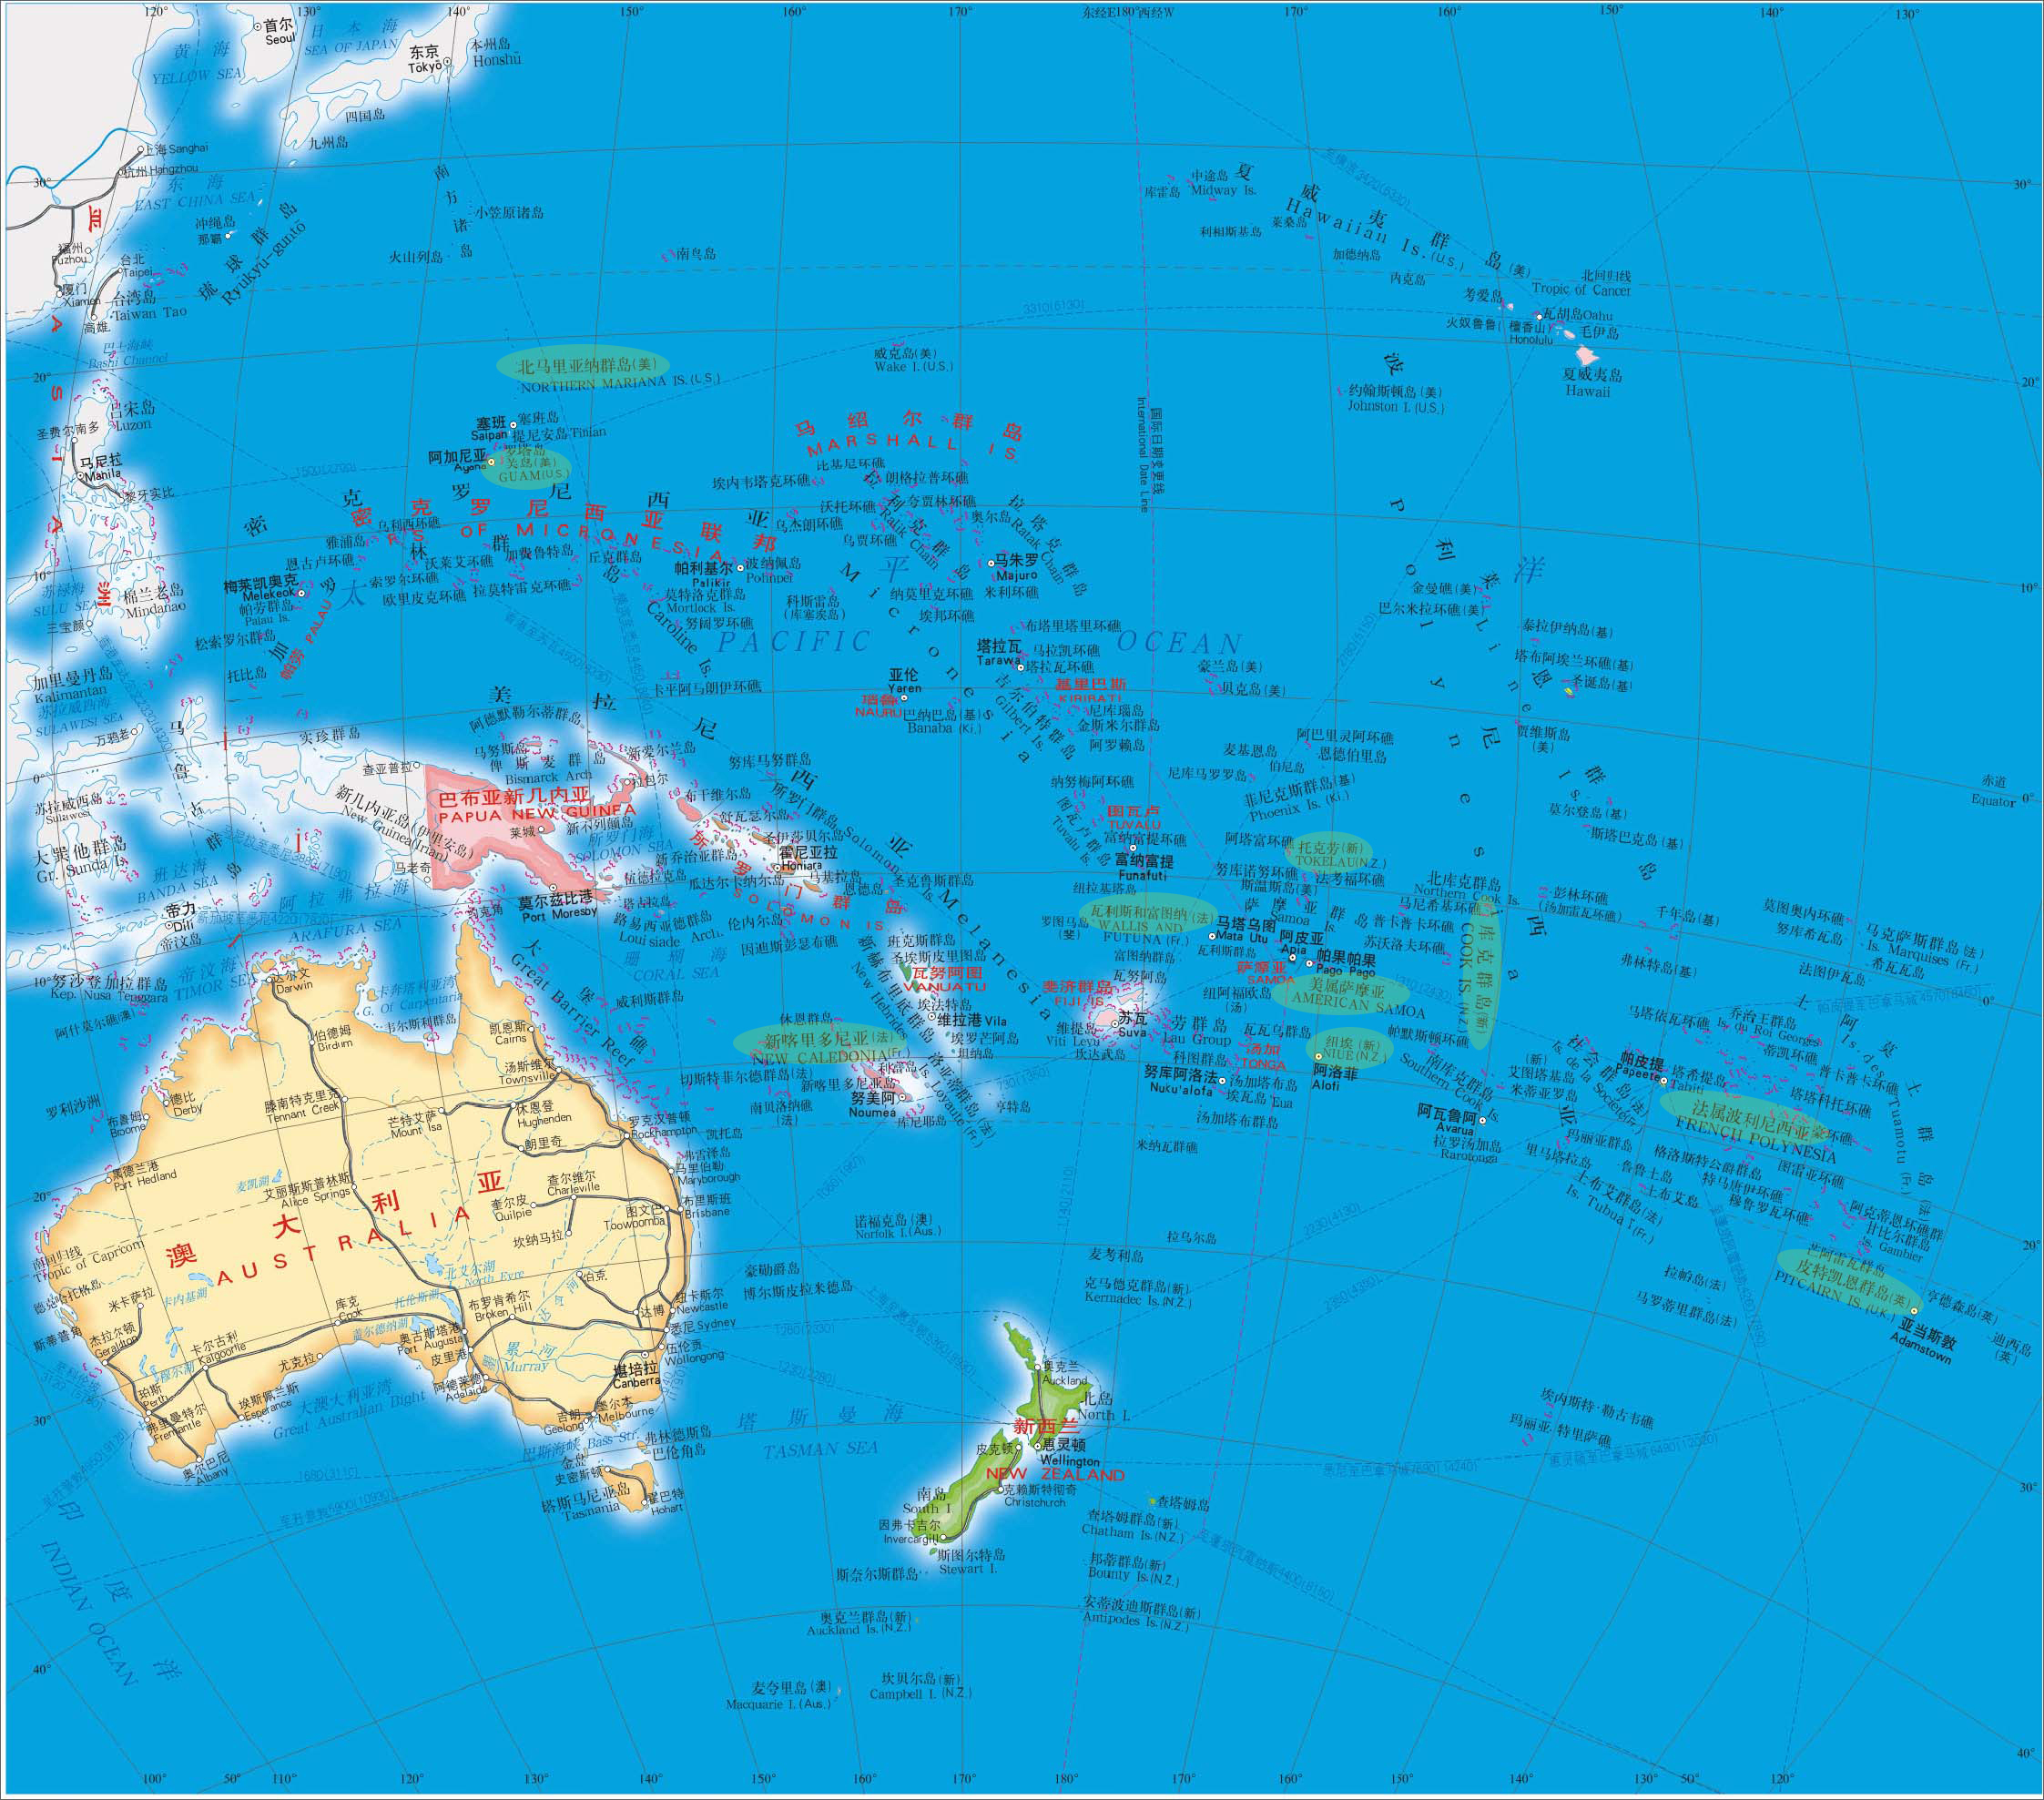 120°
130°
140°
150°
160°
170°
东经E180°西经W
170°
160°
150°
140°
130°
首尔
Seoul
日 本 海
SEA OF JAPAN
东京
Tōkyō
本州岛
Honshū
黄 海
YELLOW SEA
四国岛
九州岛
上海 Sanghai
杭州 Hangzhou
30°
东 海
EAST CHINA SEA
冲绳岛
那霸
琉 球 群 岛
Ryukyu-guntō
南 方 诸 岛
小笠原诸岛
火山列岛
南鸟岛
福州
Fuzhou
台北
Taipei
厦门
Xiamen
台湾岛
Taiwan Tao
高雄
巴士海峡
Bashi Channel
亚 洲
ASIA
库雷岛
中途岛
Midway Is.
夏 威 夷 群 岛 (美)
Hawaiian Is. (U.S.)
莱桑岛
利相斯基岛
加德纳岛
内克岛
30°
北回归线
Tropic of Cancer
考爱岛
瓦胡岛Oahu
火奴鲁鲁(檀香山)
Honolulu
毛伊岛
夏威夷岛
Hawaii
20°
20°
3310(6130)
威克岛(美)
Wake I.(U.S.)
约翰斯顿岛(美)
Johnston I.(U.S.)
国际日期变更线
International Date Line
北马里亚纳群岛(美)
NORTHERN MARIANA IS.(U.S.)
塞班
Saipan
塞班岛
提尼安岛Tinian
罗塔岛
阿加尼亚
Agana
关岛(美)
GUAM(U.S.)
吕宋岛
Luzon
圣费尔南多
马尼拉
Manila
黎牙实比
1500(2700)
马 绍 尔 群 岛
MARSHALL IS.
比基尼环礁
埃内韦塔克环礁
朗格拉普环礁
沃托环礁
夸贾林环礁
乌杰朗环礁
乌贾环礁
奥尔岛
拉利克群岛
Ralik Chain
拉塔克群岛
Ratak Chain
马朱罗
Majuro
纳莫里克环礁
米利环礁
埃邦环礁
密 克 罗 尼 西 亚
密 克 罗 尼 西 亚 联 邦
F.S. OF MICRONESIA
Micronesia
乌利西环礁
雅浦岛
恩古卢环礁
沃莱艾环礁
加费鲁特岛
丘克群岛
索罗尔环礁
欧里皮克环礁
拉莫特雷克环礁
帕利基尔
Palikir
波纳佩岛
莫特洛克群岛
Mortlock Is.
努阔罗环礁
科斯雷岛
(库塞埃岛)
加 罗 林 群 岛
Caroline Is.
卡平阿马朗伊环礁
梅莱凯奥克
Melekeok
帕劳群岛
Palau Is.
帕劳 PALAU
松索罗尔群岛
托比岛
10°
10°
苏禄海
SULU SEA
棉兰老岛
Mindanao
三宝颜
太 平 洋
PACIFIC OCEAN
布塔里塔里环礁
塔拉瓦
Tarawa
马拉凯环礁
塔拉瓦环礁
亚伦
Yaren
瑙鲁
NAURU
巴纳巴岛(基)
Banaba (Ki.)
基里巴斯
KIRIBATI
尼库瑙岛
金斯米尔群岛
阿罗赖岛
吉尔伯特群岛
Gilbert Is.
豪兰岛(美)
贝克岛(美)
金曼礁(美)
巴尔米拉环礁(美)
泰拉伊纳岛(基)
塔布阿埃兰环礁(基)
圣诞岛(基)
贾维斯岛
(美)
莱恩群岛
Line Is.
波 利 尼 西 亚
Polynesia
加里曼丹岛
Kalimantan
苏拉威西海
SULAWESI SEA
万鸦老
马 鲁 古 群 岛
苏拉威西岛
Sulawesi
大巽他群岛
Gr. Sunda Is.
0°
赤道
Equator 0°
美 拉 尼 西 亚
Melanesia
实珍群岛
查亚普拉
阿德默勒尔蒂群岛
马努斯岛
俾斯麦群岛
Bismarck Arch
新爱尔兰岛
拉包尔
努库马努群岛
布干维尔岛
新几内亚岛(伊里安岛)
New Guinea(Irian)
巴布亚新几内亚
PAPUA NEW GUINEA
莱城
新不列颠岛
所罗门海
SOLOMON SEA
马老奇
莫尔兹比港
Port Moresby
舒瓦瑟尔岛
圣伊莎贝尔岛
所罗门群岛
Solomon Is.
霍尼亚拉
Honiara
新乔治亚群岛
瓜达尔卡纳尔岛
马基拉岛
恩德岛
圣克鲁斯群岛
所 罗 门 群 岛
SOLOMON IS.
伍德拉克岛
塔古拉岛
路易西亚德群岛
Louisiade Arch.
伦内尔岛
因迪斯彭瑟布礁
珊 瑚 海
CORAL SEA
班达海
BANDA SEA
帝力
Dili
帝汶岛
帝汶海
TIMOR SEA
阿 拉 弗 拉 海
ARAFURA SEA
约克角
10°
努沙登加拉群岛
Kep. Nusa Tenggara
阿什莫尔礁(澳)
纳努梅阿环礁
图瓦卢
TUVALU
图瓦卢群岛
Tuvalu Is.
富纳富提环礁
富纳富提
Funafuti
纽拉基塔岛
麦基恩岛
阿巴里灵阿环礁
恩德伯里岛
伯尼岛
尼库马罗罗岛
菲尼克斯群岛(基)
Phoenix Is. (Ki.)
阿塔富环礁
托克劳(新)
TOKELAU(N.Z.)
努库诺努环礁
法考福环礁
斯温斯岛(美)
莫尔登岛(基)
斯塔巴克岛(基)
瓦利斯和富图纳(法)
WALLIS AND
FUTUNA (Fr.)
马塔乌图
Mata Utu
瓦利斯群岛
富图纳群岛
罗图马岛
(斐)
萨 摩 亚 群 岛
Samoa Is.
阿皮亚
Apia
帕果帕果
Pago Pago
萨摩亚
SAMOA
美属萨摩亚
AMERICAN SAMOA
北库克群岛
Northern Cook Is.
马尼希基环礁
普卡普卡环礁
苏沃洛夫环礁
库克群岛(新)
COOK IS. (N.Z.)
彭林环礁
(汤加雷瓦环礁)
千年岛(基)
弗林特岛(基)
莫图奥内环礁
努库希瓦岛
马克萨斯群岛(法)
Is. Marquises (Fr.)
希瓦瓦岛
法图伊瓦岛
班克斯群岛
圣埃斯皮里图岛
新赫布里底群岛
New Hebrides
瓦努阿图
VANUATU
埃法特岛
维拉港 Vila
埃罗芒阿岛
坦纳岛
斐济群岛
FIJI IS.
瓦努阿岛
苏瓦
Suva
维提岛
Viti Levu
坎达武岛
劳群岛
Lau Group
纽阿福欧岛
(汤)
瓦瓦乌群岛
科图群岛
汤加
TONGA
努库阿洛法
Nuku'alofa
汤加塔布岛
埃瓦岛 Eua
汤加塔布群岛
纽埃(新)
NIUE (N.Z.)
阿洛菲
Alofi
帕默斯顿环礁
南库克群岛
Southern Cook Is.
阿瓦鲁阿
Avarua
拉罗汤加岛
Rarotonga
(新)
艾图塔基岛
米蒂亚罗岛
社会群岛(法)
Is. de la Société(Fr.)
马塔依瓦环礁
乔治王群岛
Is. du Roi Georges
蒂凯环礁
帕皮提
Papeete
塔希提岛
Tahiti
普卡普卡环礁
塔塔科托环礁
土 阿 莫 土 群 岛 (法)
Is. des Tuamotu (Fr.)
法属波利尼西亚
FRENCH POLYNESIA
玛丽亚群岛
里马塔拉岛
鲁鲁土岛
土布艾岛
土布艾群岛(法)
Is. Tubuaï(Fr.)
格洛斯特公爵群岛
特马唐伊环礁
穆鲁罗瓦环礁
图雷亚环礁
阿克蒂恩环礁群
甘比尔群岛
Is. Gambier
芒阿雷瓦群岛
皮特凯恩群岛(英)
PITCAIRN IS. (U.K.)
亨德森岛(英)
迪西岛
(英)
亚当斯敦
Adamstown
拉帕岛(法)
马罗蒂里群岛(法)
埃内斯特·勒古韦礁
玛丽亚·特里萨礁
休恩群岛
新喀里多尼亚(法)
NEW CALEDONIA(Fr.)
切斯特菲尔德群岛(法)
新喀里多尼亚岛
利富岛
洛亚蒂群岛(法)
Is. Loyauté(Fr.)
努美阿
Noumea
库尼耶岛
亨特岛
南贝洛纳礁
(法)
凯托岛
米纳瓦群礁
达尔文
Darwin
卡奔塔利亚湾
G. Of Carpentaria
韦尔斯利群岛
伯德姆
Birdum
凯恩斯
Cairns
大 堡 礁
Great Barrier Reef
威利斯群岛
汤斯维尔
Townsville
德比
Derby
布鲁姆
Broome
罗利沙洲
滕南特克里克
Tennant Creek
芒特艾萨
Mount Isa
休恩登
Hughenden
朗里奇
罗克汉普顿
Rockhampton
弗雷泽岛
马里伯勒
Maryborough
黑德兰港
Port Hedland
麦凯湖
艾丽斯斯普林斯
Alice Springs
查尔维尔
Charleville
奎尔皮
Quilpie
图文巴
Toowoomba
布里斯班
Brisbane
坎纳马拉
20°
20°
南回归线
Tropic of Capricorn
澳 大 利 亚
AUSTRALIA
德克哈托格岛
米卡萨拉
卡内基湖
斯蒂普角
杰拉尔顿
Geraldton
卡尔古利
Kalgoorlie
库克
Cook
北艾尔湖
North Eyre
托伦斯湖
盖尔德纳湖
布罗肯希尔
Broken Hill
伯克
达令河
达博
纽卡斯尔
Newcastle
悉尼 Sydney
伍伦贡
Wollongong
奥古斯塔港
Port Augusta
皮里港
墨累河
Murray
堪培拉
Canberra
阿德莱德
Adelaide
尤克拉
穆尔湖
珀斯
Perth
弗里曼特尔
Fremantle
埃斯佩兰斯
Esperance
奥尔巴尼
Albany
大澳大利亚湾
Great Australian Bight
吉朗
Geelong
墨尔本
Melbourne
巴斯海峡 Bass Str.
弗林德斯岛
巴伦角岛
金岛
史密斯顿
塔斯马尼亚岛
Tasmania
霍巴特
Hobart
30°
30°
1680(3110)
诺福克岛(澳)
Norfolk I.(Aus.)
豪勋爵岛
博尔斯皮拉米德岛
拉乌尔岛
麦考利岛
克马德克群岛(新)
Kermadec Is.(N.Z.)
塔 斯 曼 海
TASMAN SEA
奥克兰
Auckland
北岛
North I.
新西兰
NEW ZEALAND
皮克顿
惠灵顿
Wellington
南岛
South I.
克赖斯特彻奇
Christchurch
因弗卡吉尔
Invercargill
斯图尔特岛
Stewart I.
斯奈尔斯群岛
查塔姆岛
查塔姆群岛(新)
Chatham Is.(N.Z.)
邦蒂群岛(新)
Bounty Is.(N.Z.)
安蒂波迪斯群岛(新)
Antipodes Is.(N.Z.)
奥克兰群岛(新)
Auckland Is.(N.Z.)
坎贝尔岛(新)
Campbell I. (N.Z.)
麦夸里岛(澳)
Macquarie I. (Aus.)
印 度 洋
INDIAN OCEAN
40°
40°
100°
50°
110°
120°
130°
140°
150°
160°
170°
180°
170°
160°
150°
140°
130°
50°
120°